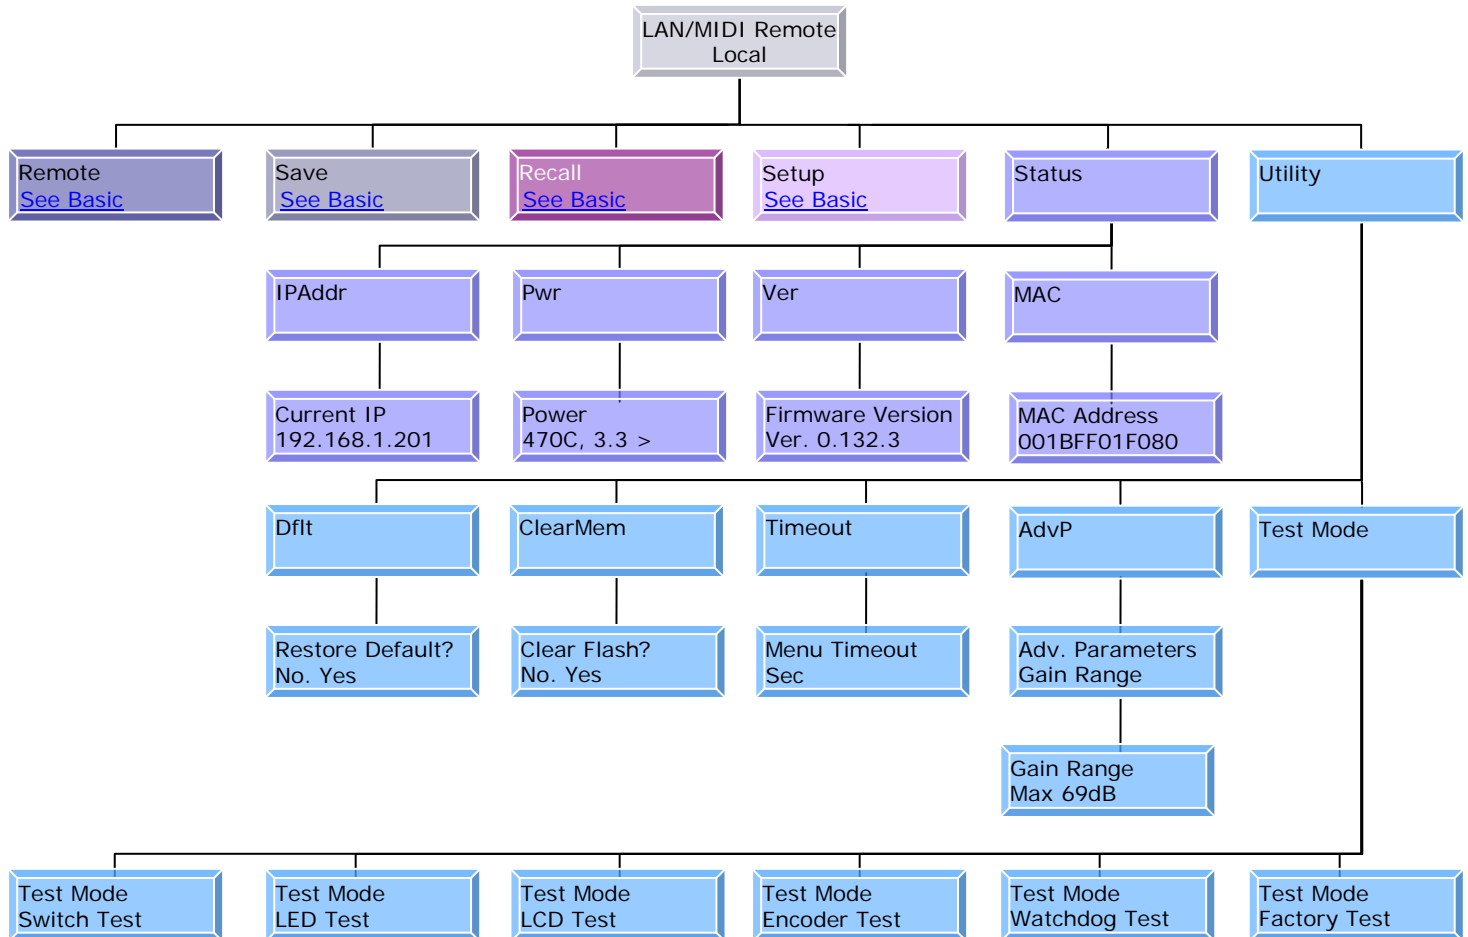 LAN/MIDI Remote
Local
Remote
See Basic
Save
See Basic
Recall
See Basic
Setup
See Basic
Status
Utility
IPAddr
Pwr
Ver
MAC
Current IP
192.168.1.201
Power
470C, 3.3 >
Firmware Version
Ver. 0.132.3
MAC Address
001BFF01F080
Dflt
ClearMem
Timeout
AdvP
Test Mode
Restore Default?
No. Yes
Clear Flash?
No. Yes
Menu Timeout
Sec
Adv. Parameters
Gain Range
Gain Range
Max 69dB
Test Mode
Switch Test
Test Mode
LED Test
Test Mode
LCD Test
Test Mode
Encoder Test
Test Mode
Watchdog Test
Test Mode
Factory Test